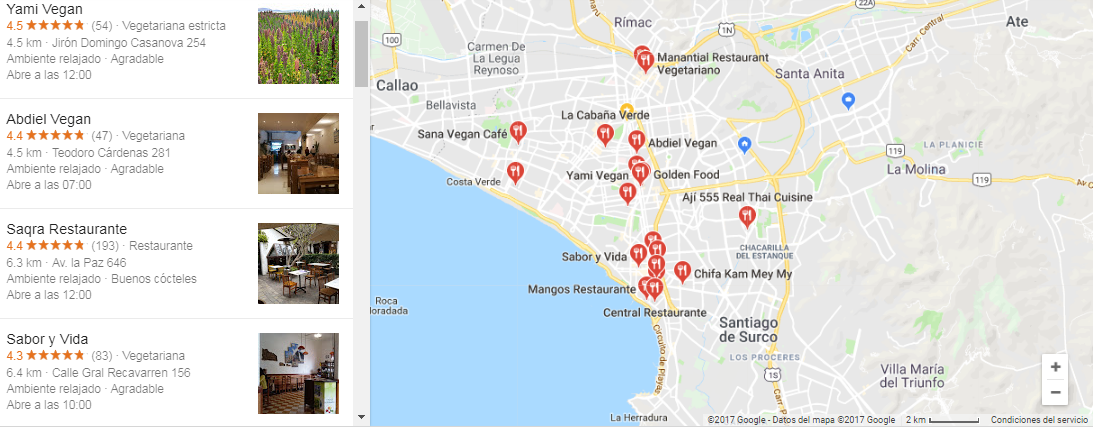 Yami Vegan
4.5 (54) · Vegetariana estricta
4.5 km · Jirón Domingo Casanova 254
Ambiente relajado · Agradable
Abre a las 12:00
Abdiel Vegan
4.4 (47) · Vegetariana
4.5 km · Teodoro Cárdenas 281
Ambiente relajado · Agradable
Abre a las 07:00
Saqra Restaurante
4.4 (193) · Restaurante
6.3 km · Av. la Paz 646
Ambiente relajado · Buenos cócteles
Abre a las 12:00
Sabor y Vida
4.3 (83) · Vegetariana
6.4 km · Calle Gral Recavarren 156
Ambiente relajado · Agradable
Abre a las 10:00
22A
Rímac
Ate
1N
Carr. Central
100
Carmen De
La Legua
Reynoso
Manantial Restaurant
Vegetariano
Santa Anita
Callao
Bellavista
La Cabaña Verde
Sana Vegan Café
Abdiel Vegan
LA PLANICIE
119
La Molina
119
Av. Co
Costa Verde
Yami Vegan
Golden Food
Ají 555 Real Thai Cuisine
CHACARILLA
DEL ESTANQUE
Sabor y Vida
Chifa Kam Mey My
Mangos Restaurante
Roca
Horadada
Central Restaurante
Santiago
de Surco
Circuito de Playas
LOS PROCERES
1S
Villa María
del Triunfo
+
−
La Herradura
©2017 Google - Datos del mapa ©2017 Google
2 km
Condiciones del servicio